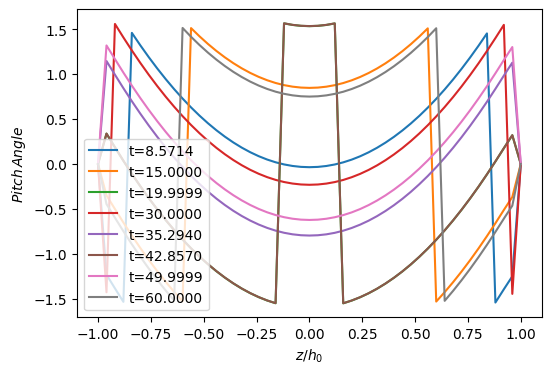 1.5
1.0
0.5
0.0
−0.5
−1.0
−1.5
Pitch Angle
t=8.5714
t=15.0000
t=19.9999
t=30.0000
t=35.2940
t=42.8570
t=49.9999
t=60.0000
−1.00 −0.75 −0.50 −0.25 0.00 0.25 0.50 0.75 1.00
z/h₀